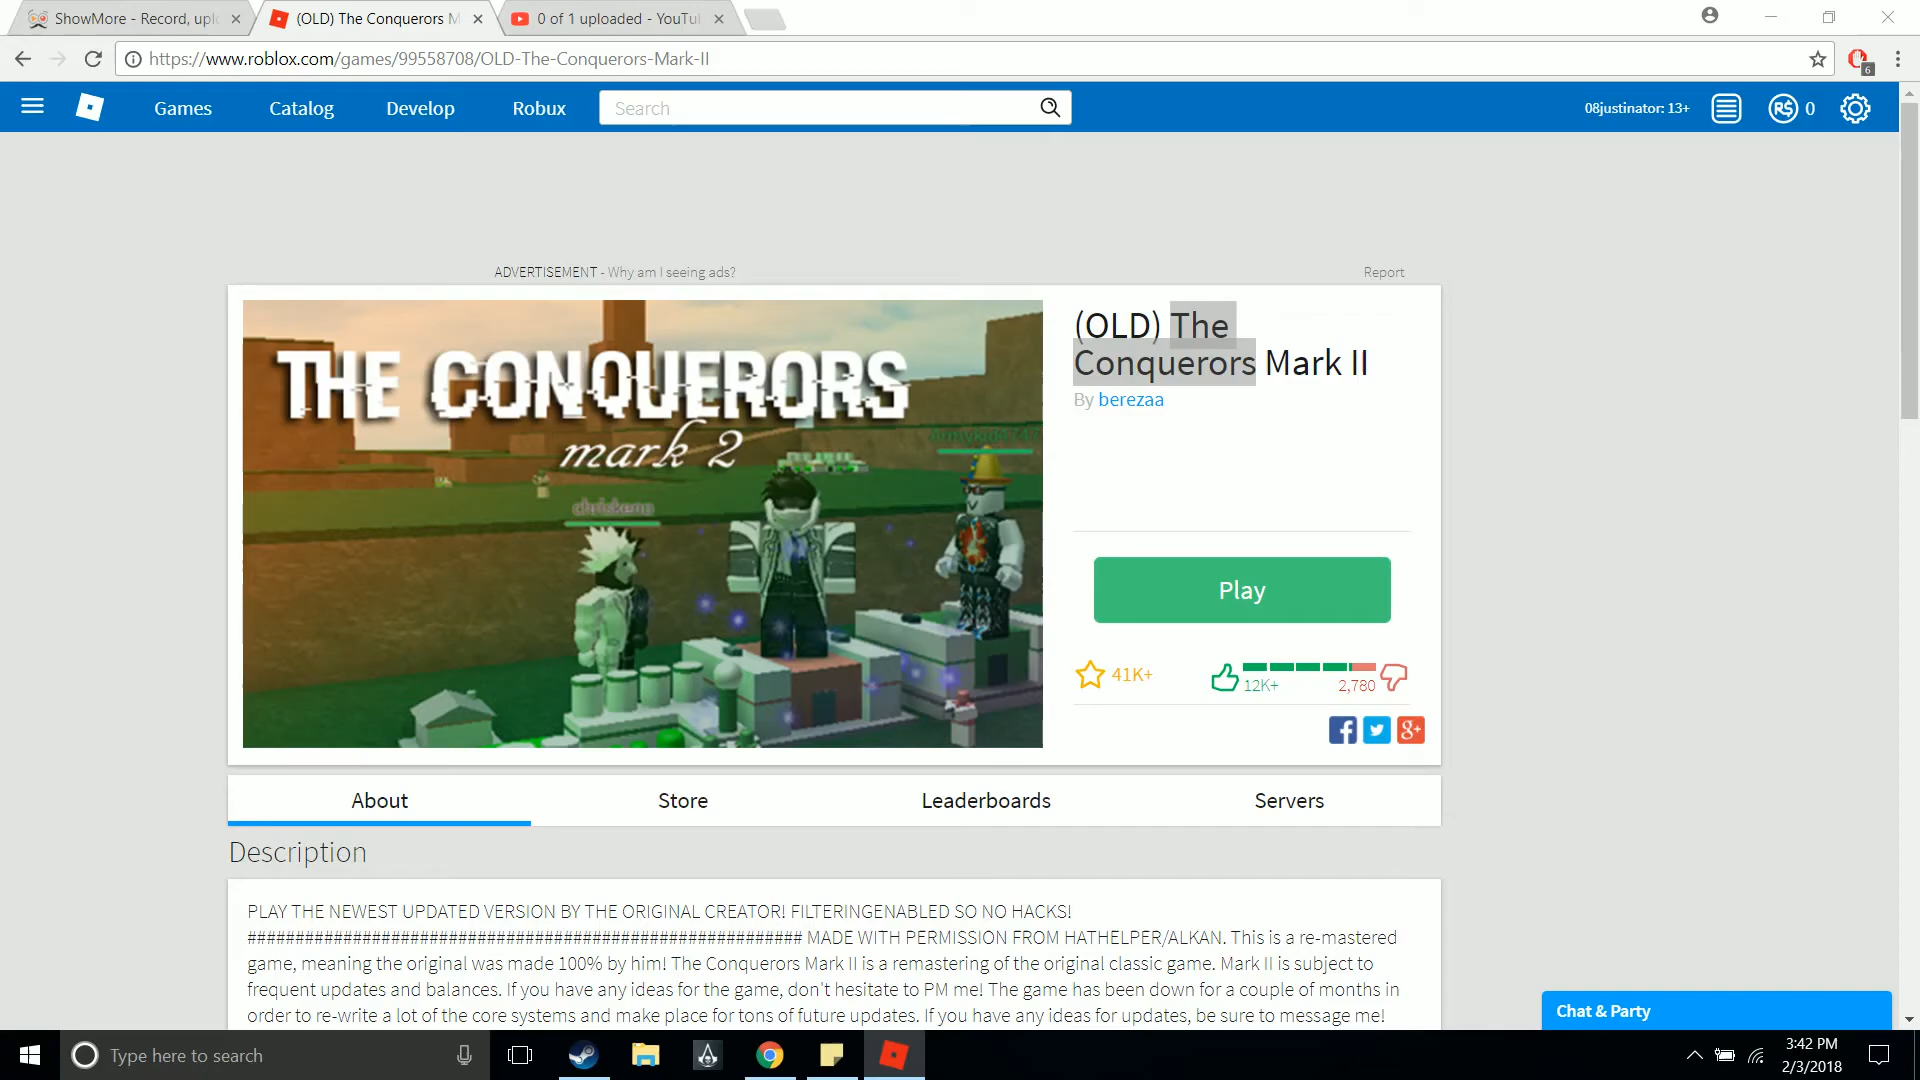 ShowMore - Record, uplo
(OLD) The Conquerors M
0 of 1 uploaded - YouTu
https://www.roblox.com/games/99558708/OLD-The-Conquerors-Mark-II
6
Games
Catalog
Develop
Robux
Search
08justinator: 13+
R$ 0
ADVERTISEMENT - Why am I seeing ads?
Report
THE CONQUERORS
mark 2
chriskenn
(OLD) The
Conquerors Mark II
By berezaa
Play
41K+
12K+
2,780
About
Store
Leaderboards
Servers
Description
PLAY THE NEWEST UPDATED VERSION BY THE ORIGINAL CREATOR! FILTERINGENABLED SO NO HACKS!
########################################################## MADE WITH PERMISSION FROM HATHELPER/ALKAN. This is a re-mastered
game, meaning the original was made 100% by him! The Conquerors Mark II is a remastering of the original classic game. Mark II is subject to
frequent updates and balances. If you have any ideas for the game, don't hesitate to PM me! The game has been down for a couple of months in
order to re-write a lot of the core systems and make place for tons of future updates. If you have any ideas for updates, be sure to message me!
Chat & Party
Type here to search
3:42 PM
2/3/2018